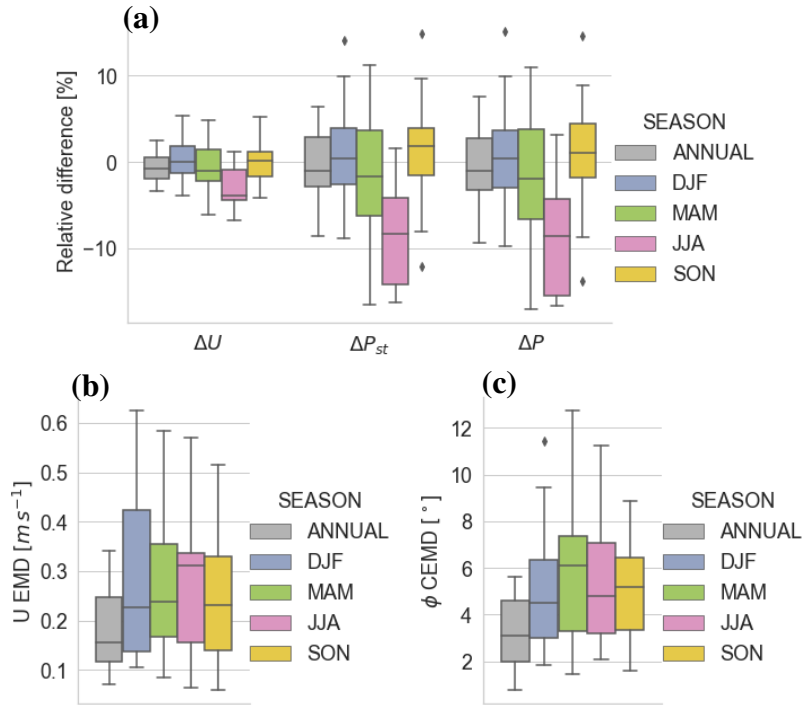 (a)
Relative difference [%]
10
0
−10
ΔU
ΔP_st
ΔP
SEASON
ANNUAL
DJF
MAM
JJA
SON
(b)
U EMD [m s⁻¹]
0.6
0.5
0.4
0.3
0.2
0.1
SEASON
ANNUAL
DJF
MAM
JJA
SON
(c)
ϕ CEMD [°]
12
10
8
6
4
2
SEASON
ANNUAL
DJF
MAM
JJA
SON